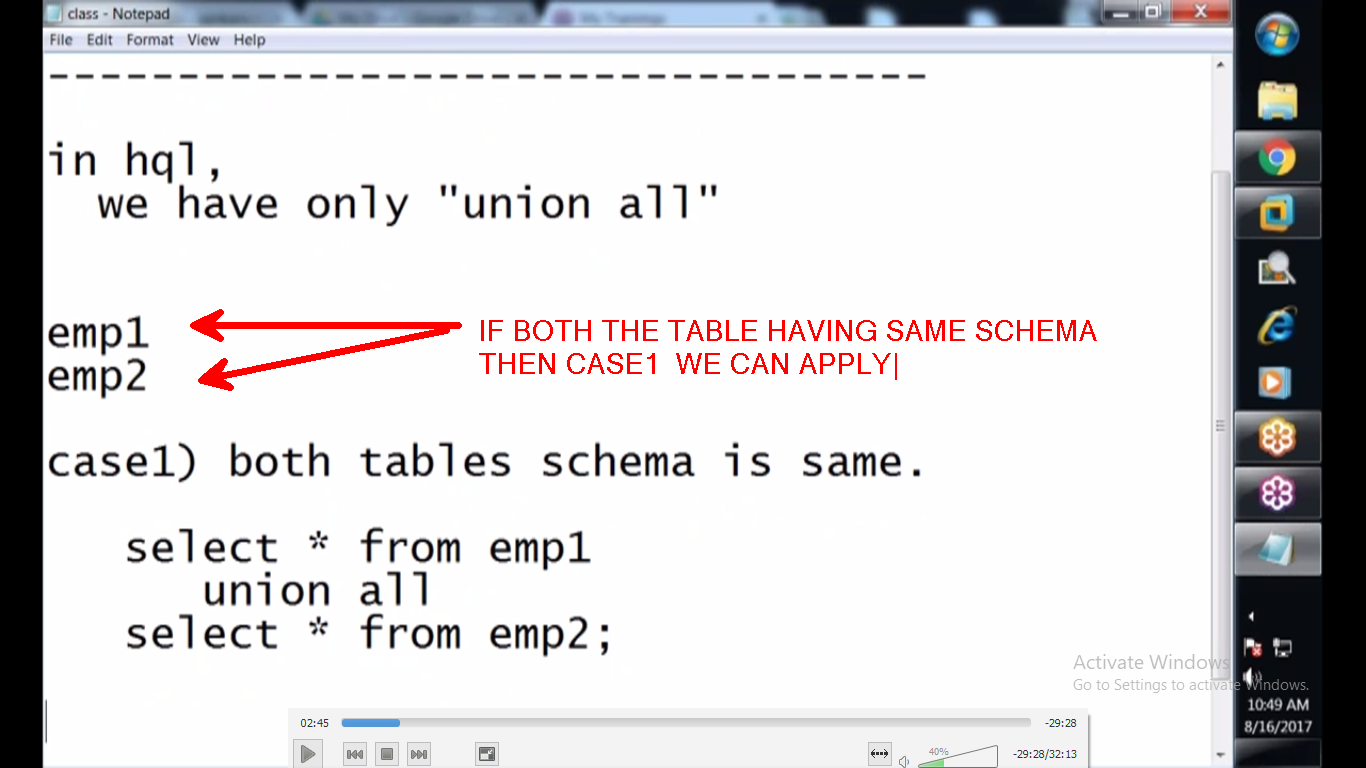 class - Notepad
File Edit Format View Help
----------------------------------
in hql,
we have only "union all"
emp1
emp2
IF BOTH THE TABLE HAVING SAME SCHEMA
THEN CASE1 WE CAN APPLY
case1) both tables schema is same.
select * from emp1
union all
select * from emp2;
Activate Windows
Go to Settings to activate Windows.
10:49 AM
8/16/2017
02:45
-29:28
40%
-29:28/32:13